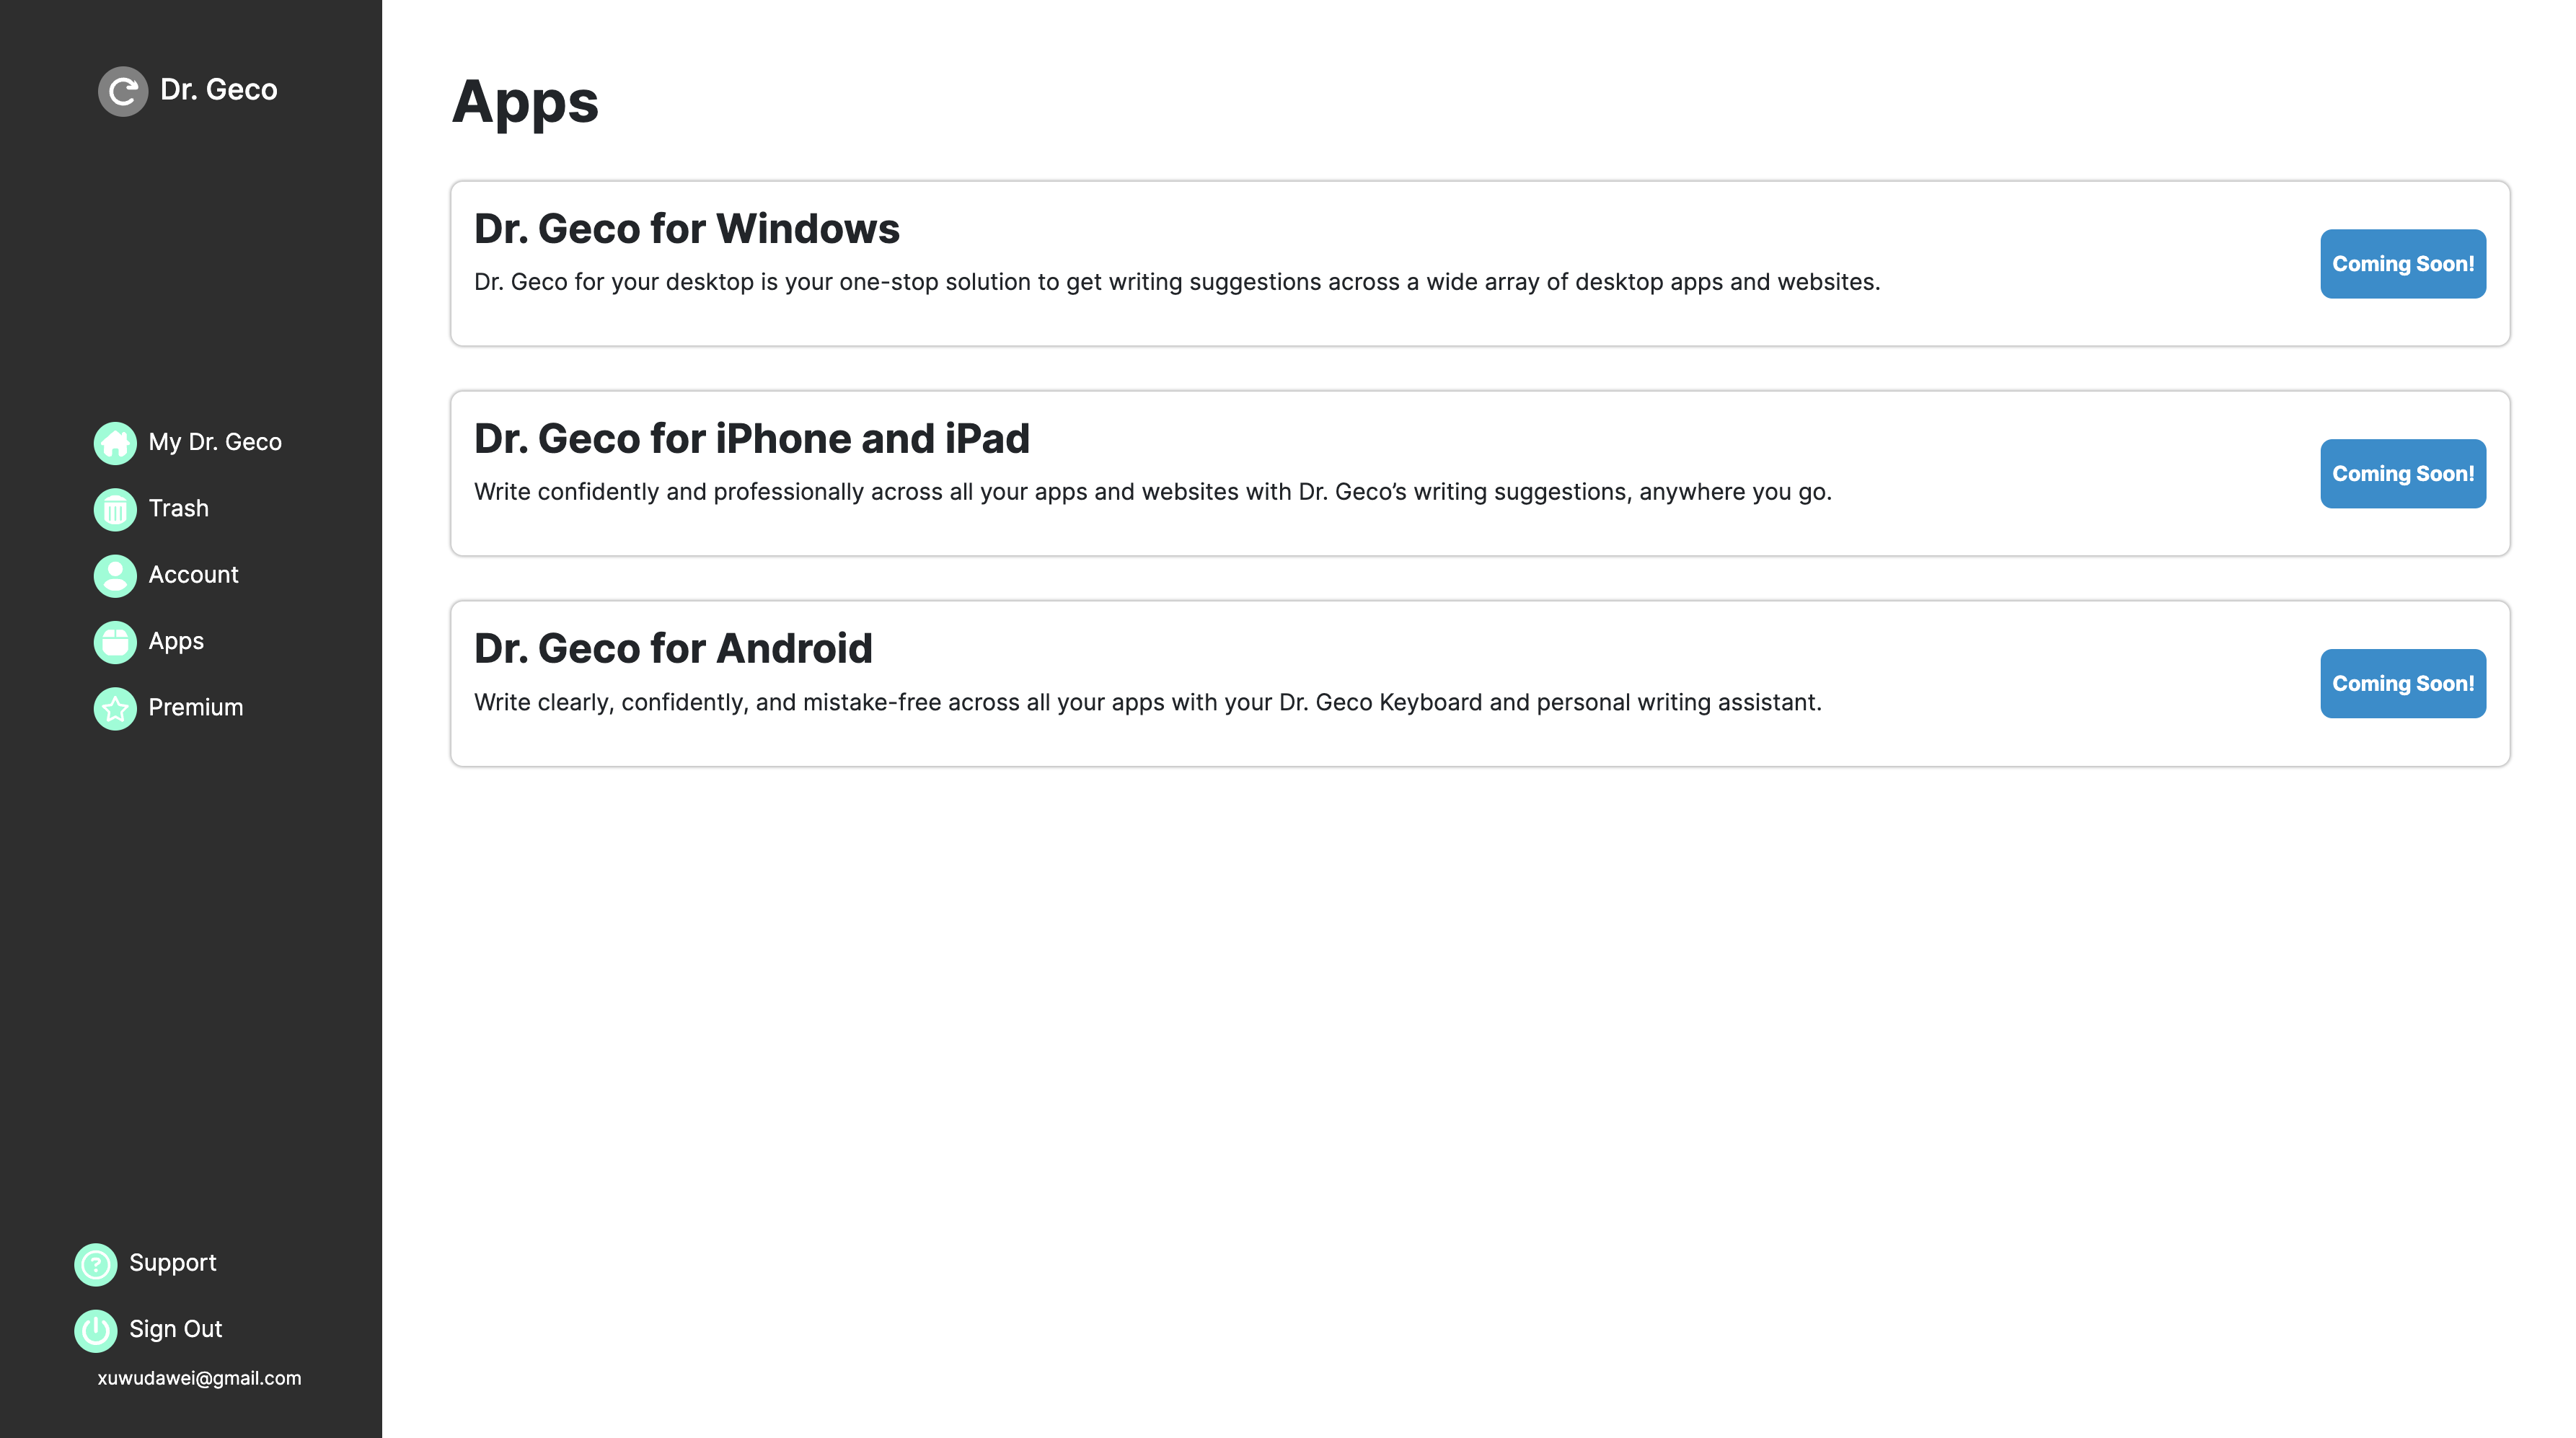 Dr. Geco
My Dr. Geco
Trash
Account
Apps
Premium
Support
Sign Out
xuwudawei@gmail.com
Apps
Dr. Geco for Windows
Dr. Geco for your desktop is your one-stop solution to get writing suggestions across a wide array of desktop apps and websites.
Coming Soon!
Dr. Geco for iPhone and iPad
Write confidently and professionally across all your apps and websites with Dr. Geco’s writing suggestions, anywhere you go.
Coming Soon!
Dr. Geco for Android
Write clearly, confidently, and mistake-free across all your apps with your Dr. Geco Keyboard and personal writing assistant.
Coming Soon!